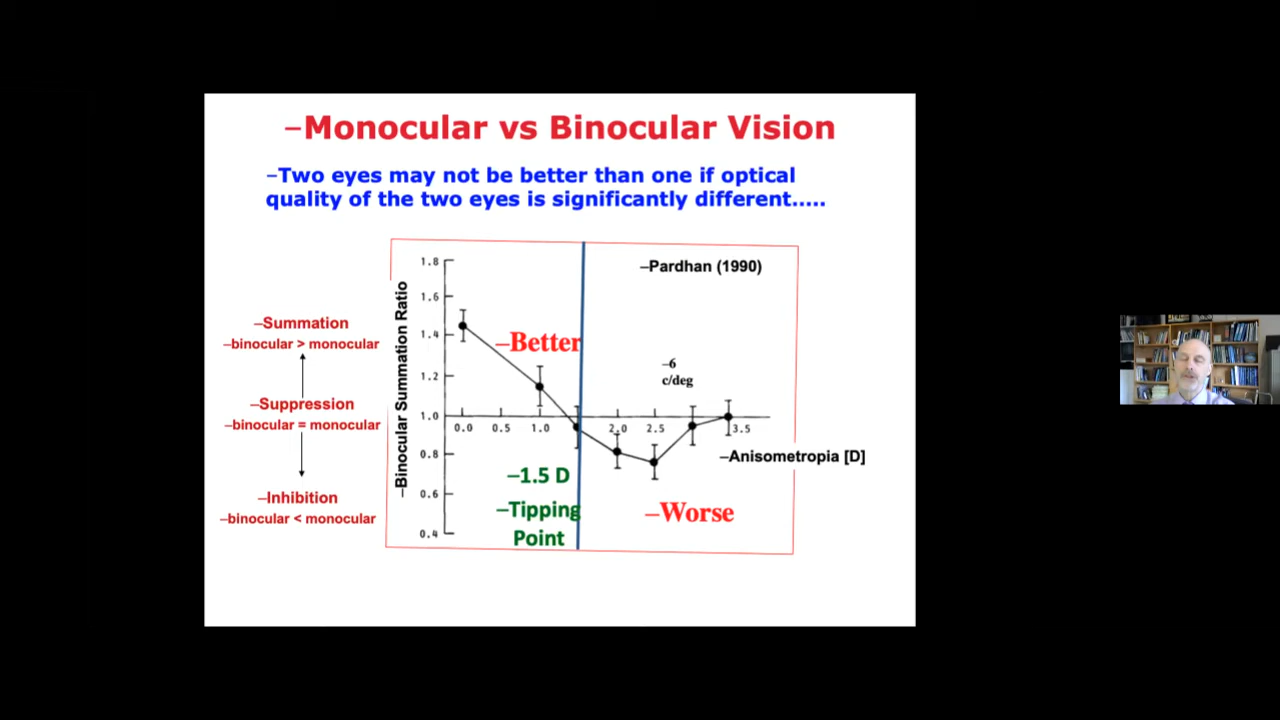 –Monocular vs Binocular Vision
–Two eyes may not be better than one if optical
quality of the two eyes is significantly different.....
–Summation
–binocular > monocular
–Suppression
–binocular = monocular
–Inhibition
–binocular < monocular
–Binocular Summation Ratio
1.8
1.6
1.4
1.2
1.0
0.8
0.6
0.4
–Pardhan (1990)
–Better
–6
c/deg
0.0 0.5 1.0 2.0 2.5 3.5
–Anisometropia [D]
–1.5 D
–Tipping
Point
–Worse